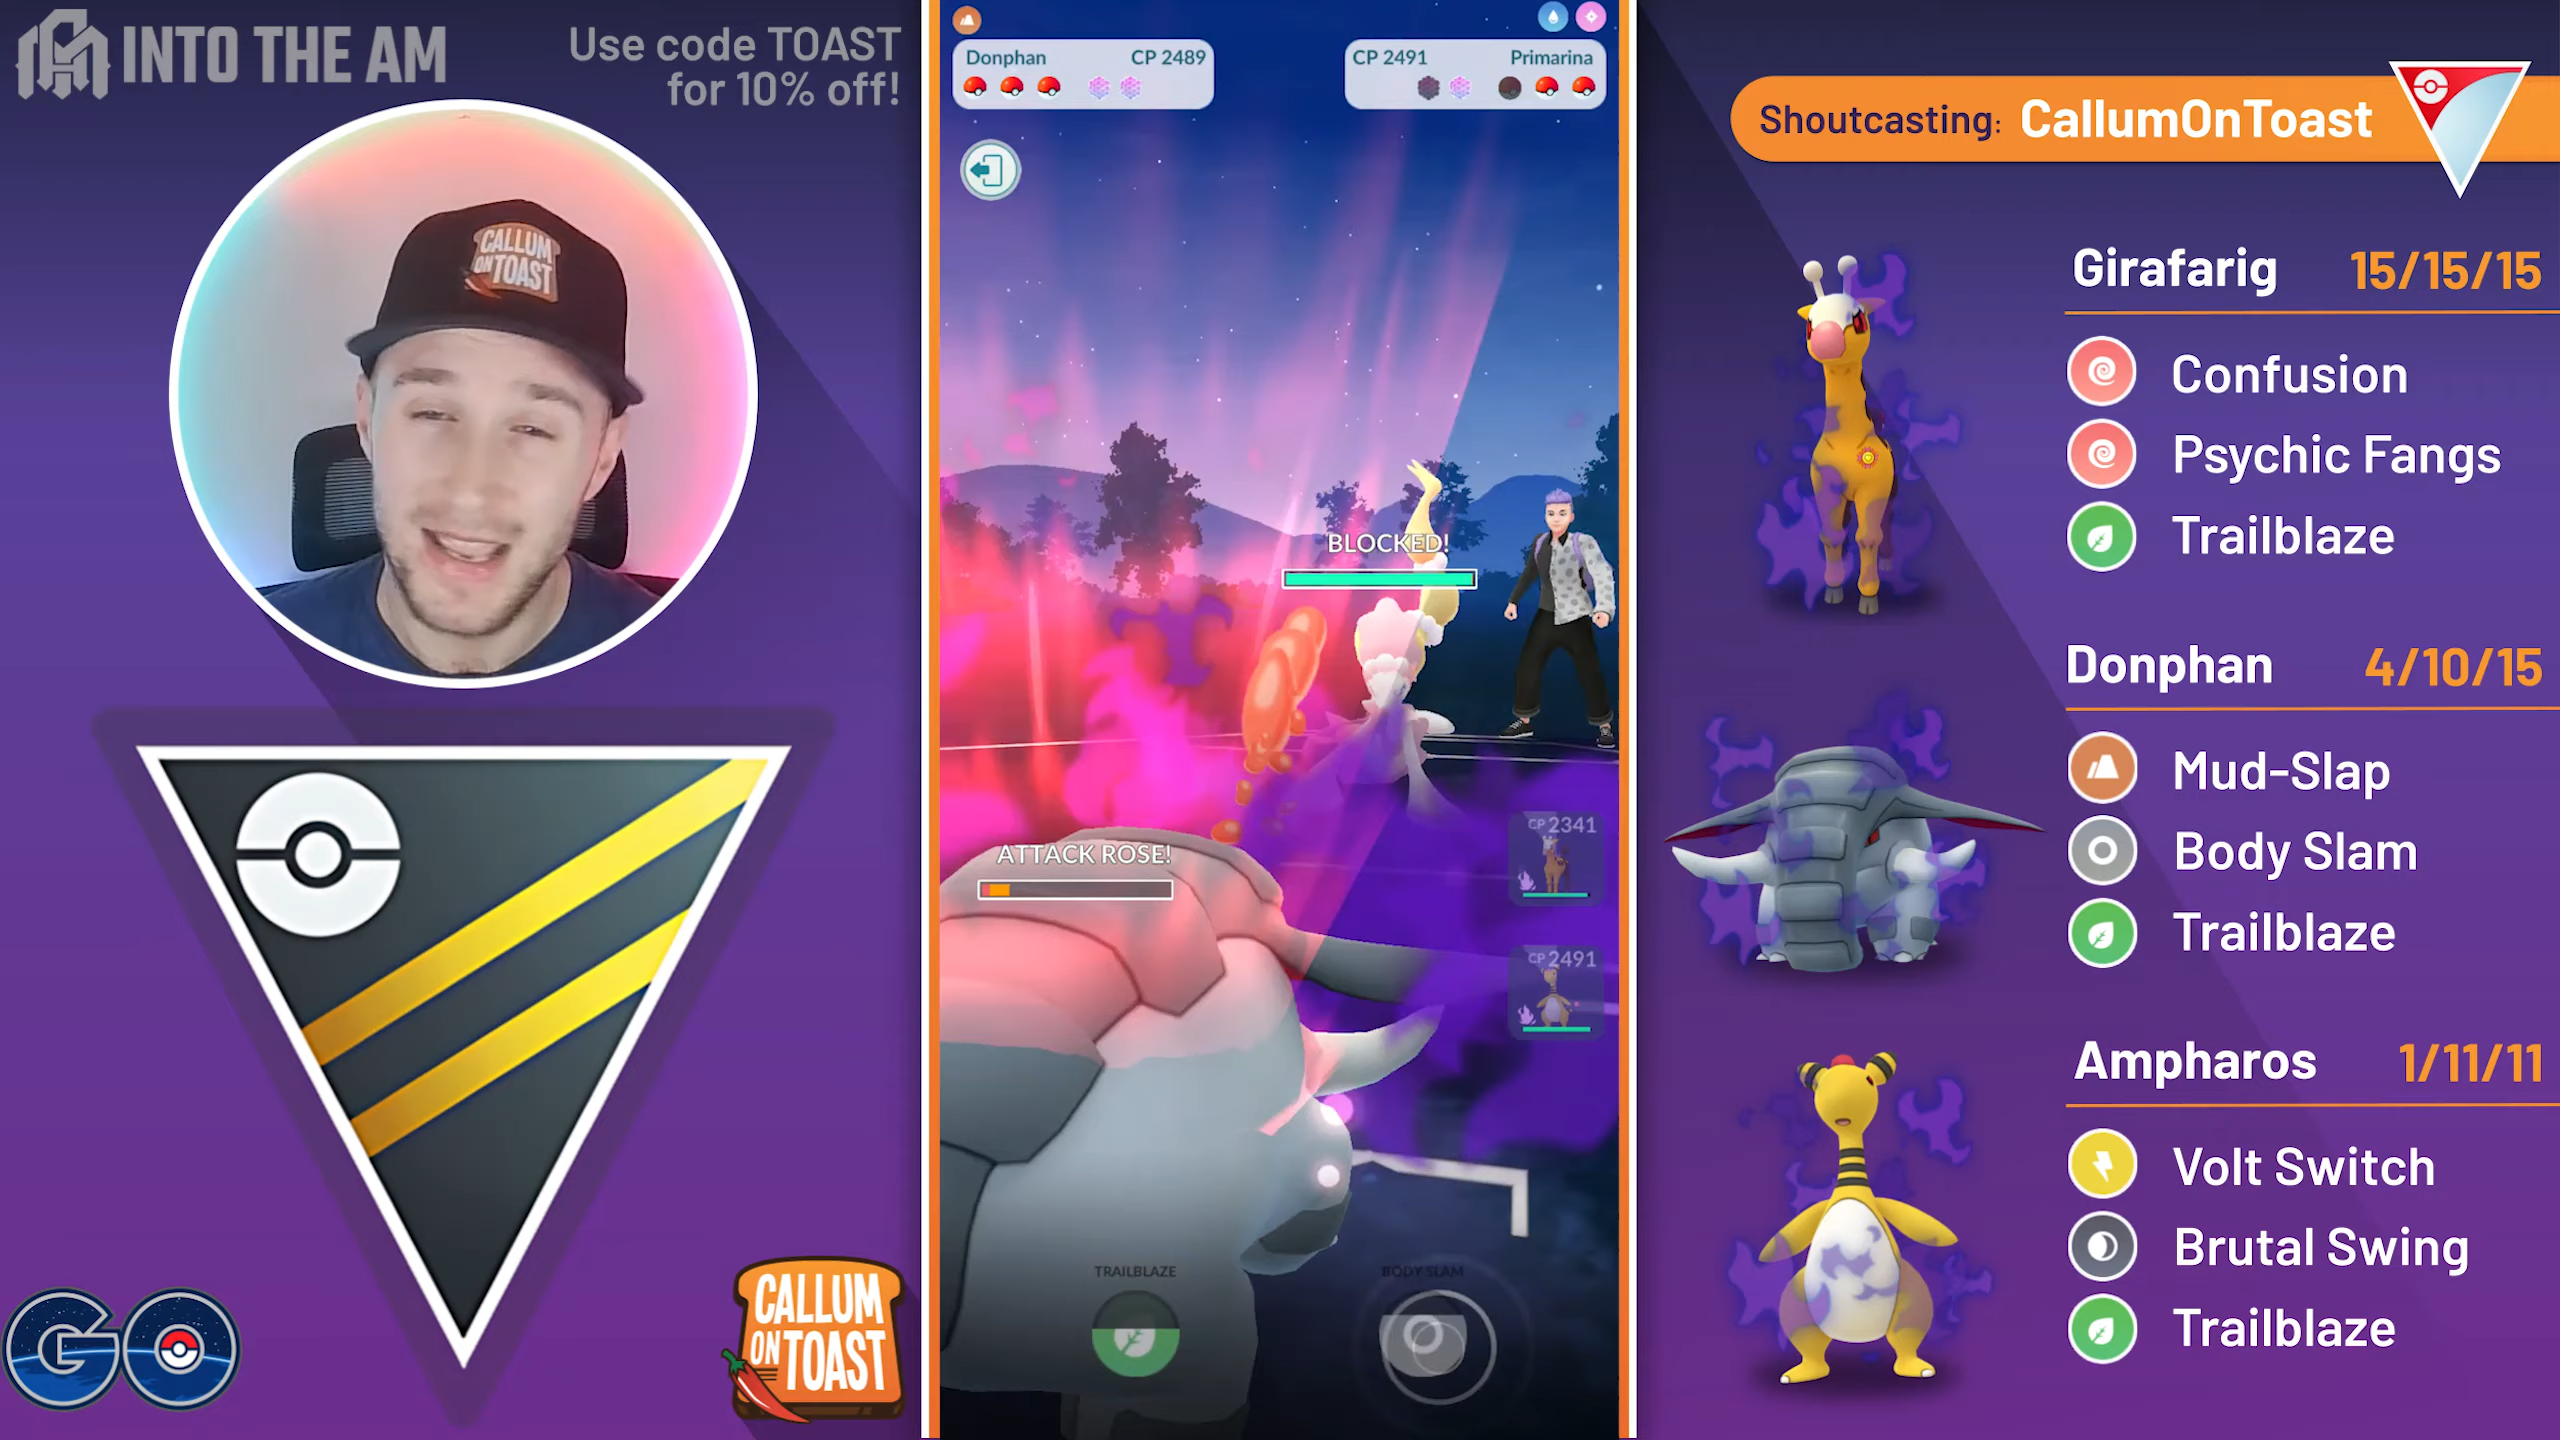 INTO THE AM
Use code TOAST
for 10% off!
CALLUM
ON
TOAST
GO
CALLUM
ON
TOAST
Donphan CP 2489
CP 2491 Primarina
BLOCKED!
ATTACK ROSE!
CP 2341
CP 2491
TRAILBLAZE
BODY SLAM
Shoutcasting: CallumOnToast
Girafarig 15/15/15
Confusion
Psychic Fangs
Trailblaze
Donphan 4/10/15
Mud-Slap
Body Slam
Trailblaze
Ampharos 1/11/11
Volt Switch
Brutal Swing
Trailblaze